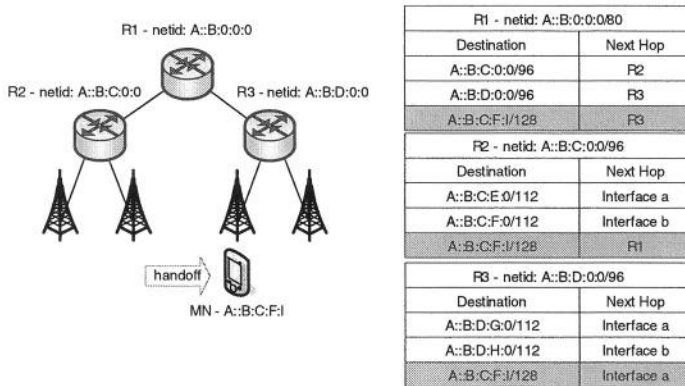 R1 - netid: A::B:0:0:0
R2 - netid: A::B:C:0:0
R3 - netid: A::B:D:0:0
handoff
MN - A::B:C:F:I
R1 - netid: A::B:0:0:0/80
Destination Next Hop
A::B:C:0:0/96 R2
A::B:D:0:0/96 R3
A::B:C:F:I/128 R3
R2 - netid: A::B:C:0:0/96
Destination Next Hop
A::B:C:E:0/112 Interface a
A::B:C:F:0/112 Interface b
A::B:C:F:I/128 R1
R3 - netid: A::B:D:0:0/96
Destination Next Hop
A::B:D:G:0/112 Interface a
A::B:D:H:0/112 Interface b
A::B:C:F:I/128 Interface a